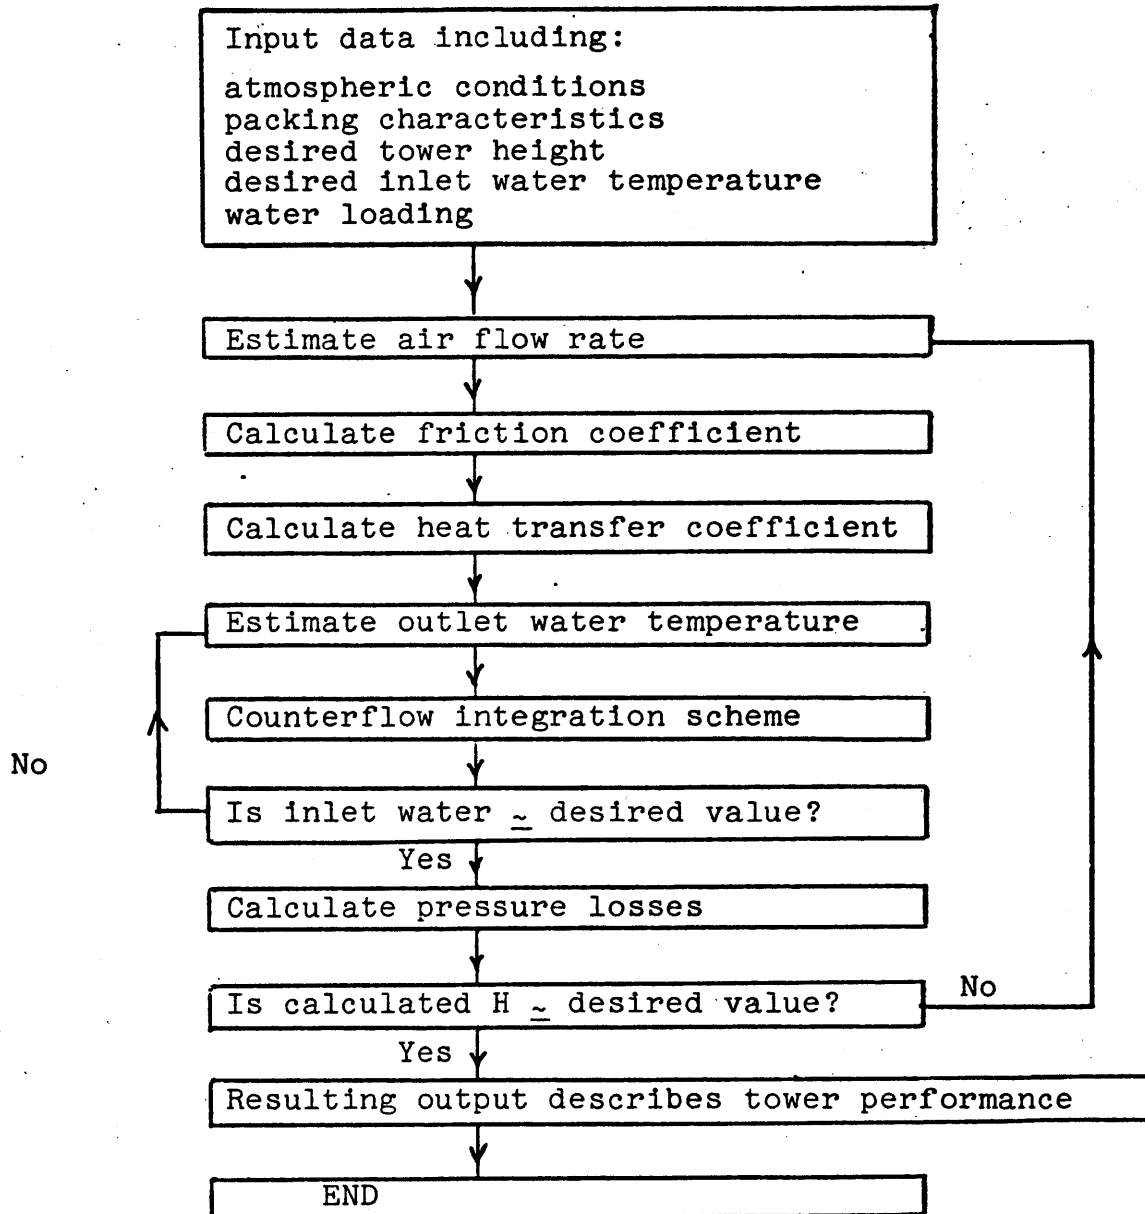 Input data including:
atmospheric conditions
packing characteristics
desired tower height
desired inlet water temperature
water loading
Estimate air flow rate
Calculate friction coefficient
Calculate heat transfer coefficient
Estimate outlet water temperature
Counterflow integration scheme
No
Is inlet water ~ desired value?
Yes
Calculate pressure losses
Is calculated H ~ desired value?
No
Yes
Resulting output describes tower performance
END